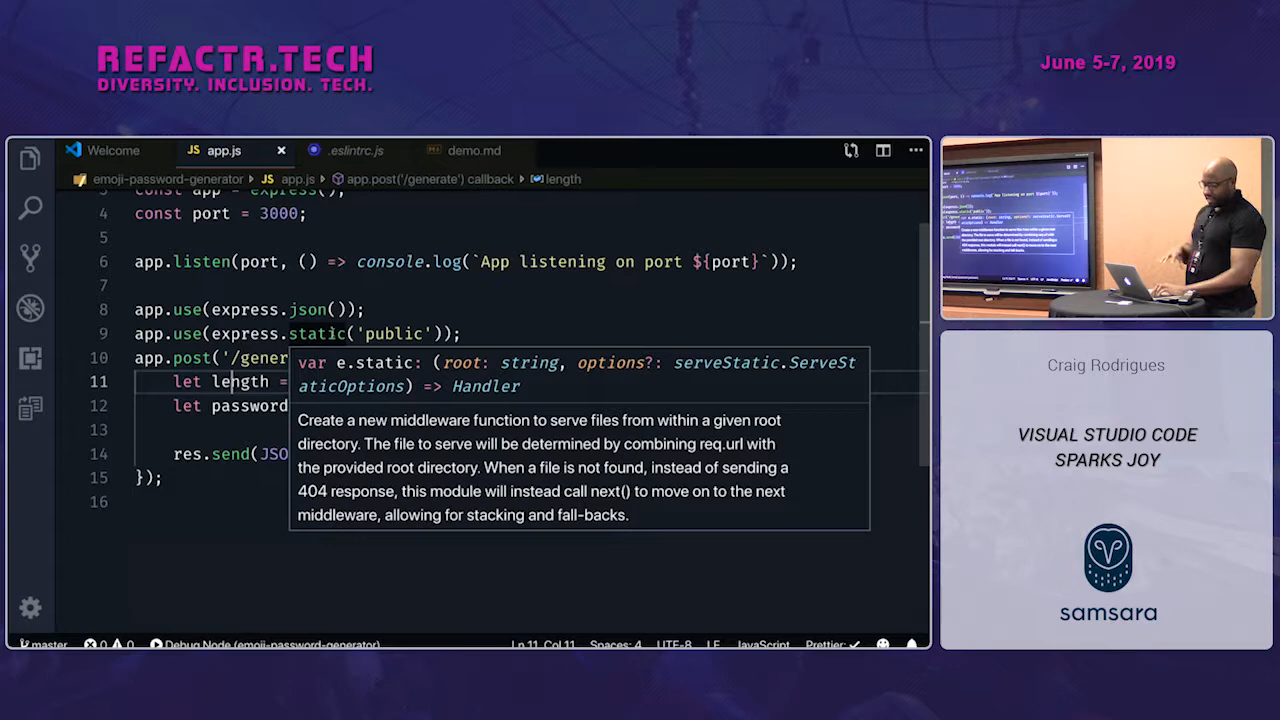 REFACTR.TECH
DIVERSITY. INCLUSION. TECH.
June 5-7, 2019
Welcome
JS app.js ×
.eslintrc.js
demo.md
emoji-password-generator › JS app.js › app.post('/generate') callback › length
const app = express();
4 const port = 3000;
5
6 app.listen(port, () => console.log(`App listening on port ${port}`));
7
8 app.use(express.json());
9 app.use(express.static('public'));
10 app.post('/gener
11 let length =
12 let password
13
14 res.send(JSO
15 });
16
var e.static: (root: string, options?: serveStatic.ServeSt
aticOptions) => Handler
Create a new middleware function to serve files from within a given root
directory. The file to serve will be determined by combining req.url with
the provided root directory. When a file is not found, instead of sending a
404 response, this module will instead call next() to move on to the next
middleware, allowing for stacking and fall-backs.
master 0 0 Debug Node (emoji-password-generator) Ln 11, Col 11 Spaces: 4 UTF-8 LF JavaScript Prettier: ✓
Craig Rodrigues
VISUAL STUDIO CODE
SPARKS JOY
samsara